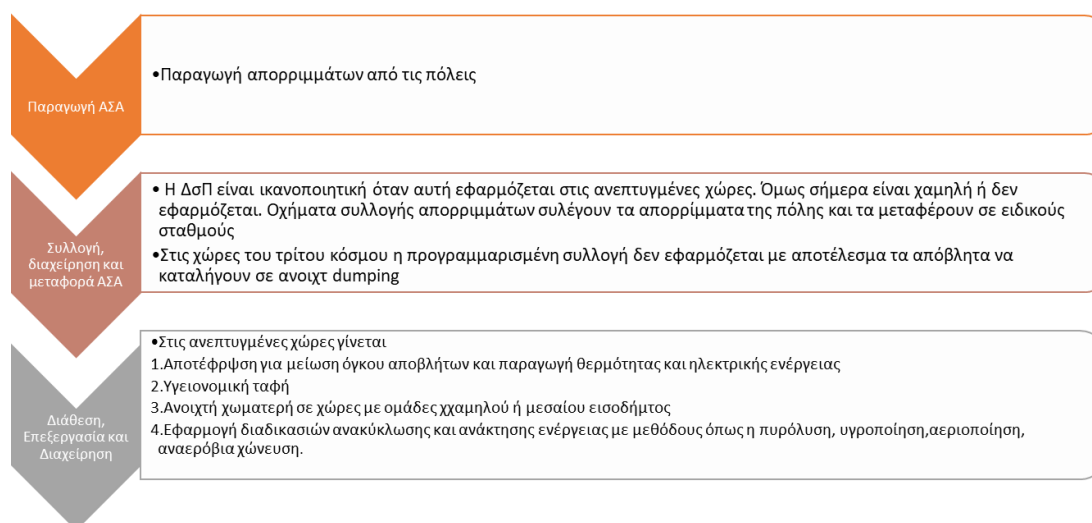 Παραγωγή ΑΣΑ
•Παραγωγή απορριμμάτων από τις πόλεις
Συλλογή,
διαχείρηση και
μεταφορά ΑΣΑ
• Η ΔσΠ είναι ικανοποιητική όταν αυτή εφαρμόζεται στις ανεπτυγμένες χώρες. Όμως σήμερα είναι χαμηλή ή δεν
εφαρμόζεται. Οχήματα συλλογής απορριμμάτων συλέγουν τα απορρίμματα της πόλης και τα μεταφέρουν σε ειδικούς
σταθμούς
•Στις χώρες του τρίτου κόσμου η προγραμμαρισμένη συλλογή δεν εφαρμόζεται με αποτέλεσμα τα απόβλητα να
καταλήγουν σε ανοιχτ dumping
Διάθεση,
Επεξεργασία και
Διαχείρηση
•Στις ανεπτυγμένες χώρες γίνεται
1.Αποτέφρψση για μείωση όγκου αποβλήτων και παραγωγή θερμότητας και ηλεκτρικής ενέργειας
2.Υγειονομική ταφή
3.Ανοιχτή χωματερή σε χώρες με ομάδες χχαμηλού ή μεσαίου εισοδήμτος
4.Εφαρμογή διαδικασιών ανακύκλωσης και ανάκτησης ενέργειας με μεθόδους όπως η πυρόλυση, υγροποίηση,αεριοποίηση,
αναερόβια χώνευση.